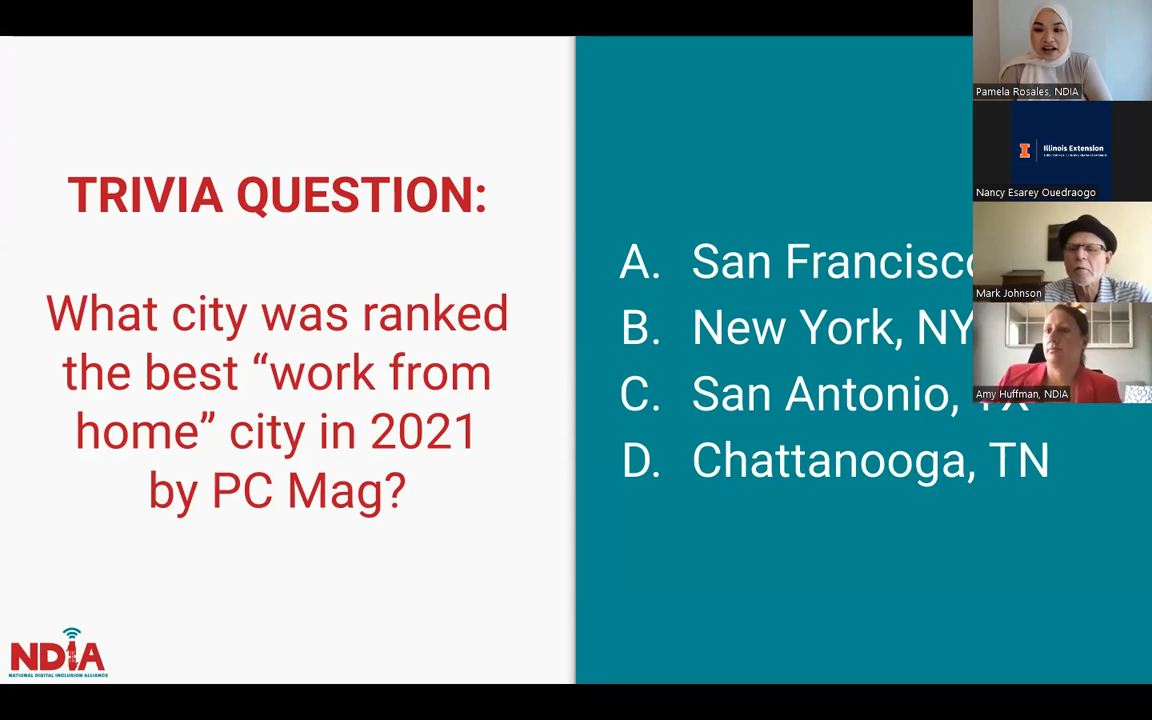 TRIVIA QUESTION:
What city was ranked
the best “work from
home” city in 2021
by PC Mag?
A. San Francisco
B. New York, NY
C. San Antonio, TX
D. Chattanooga, TN
Pamela Rosales, NDIA
Illinois Extension
Nancy Esarey Ouedraogo
Mark Johnson
Amy Huffman, NDIA
NDIA
NATIONAL DIGITAL INCLUSION ALLIANCE